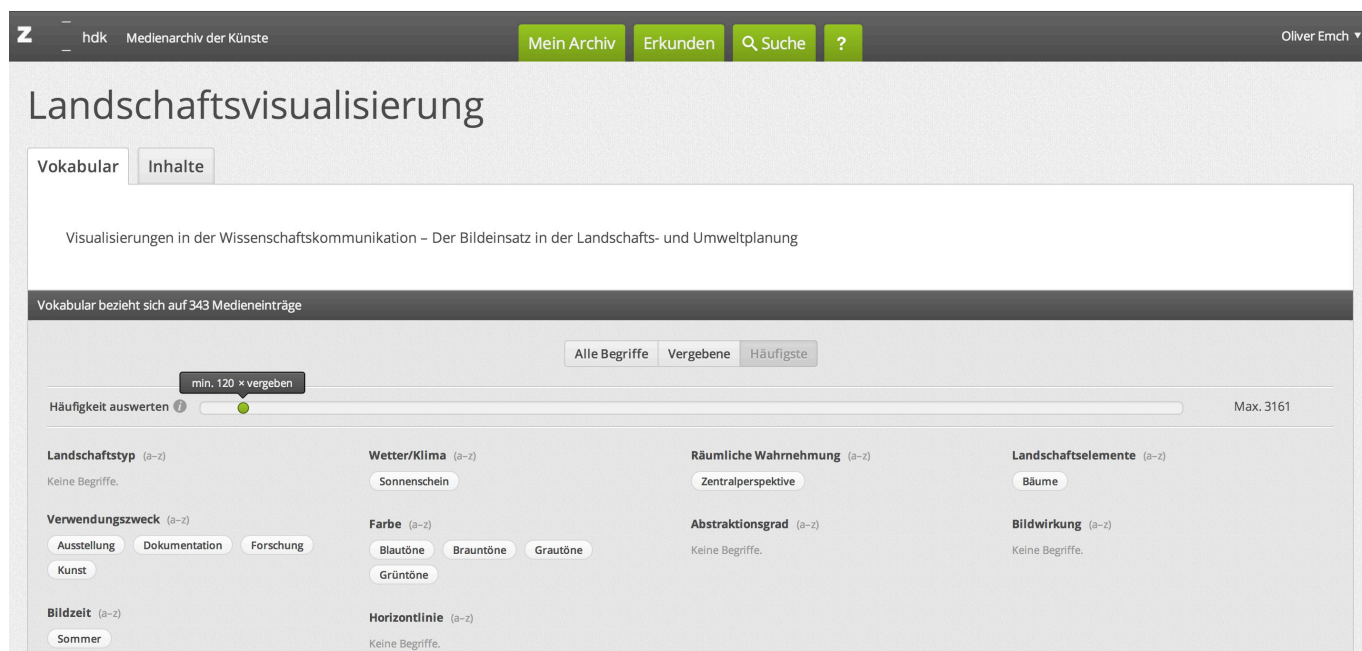 Z hdk Medienarchiv der Künste Mein Archiv Erkunden Suche ? Oliver Emch
Landschaftsvisualisierung
Vokabular Inhalte
Visualisierungen in der Wissenschaftskommunikation – Der Bildeinsatz in der Landschafts- und Umweltplanung
Vokabular bezieht sich auf 343 Medieneinträge
Alle Begriffe Vergebene Häufigste
min. 120 × vergeben
Häufigkeit auswerten i Max. 3161
Landschaftstyp (a–z) Wetter/Klima (a–z) Räumliche Wahrnehmung (a–z) Landschaftselemente (a–z)
Keine Begriffe. Sonnenschein Zentralperspektive Bäume
Verwendungszweck (a–z) Farbe (a–z) Abstraktionsgrad (a–z) Bildwirkung (a–z)
Ausstellung Dokumentation Forschung Blautöne Brauntöne Grautöne Keine Begriffe. Keine Begriffe.
Kunst Grüntöne
Bildzeit (a–z) Horizontlinie (a–z)
Sommer Keine Begriffe.